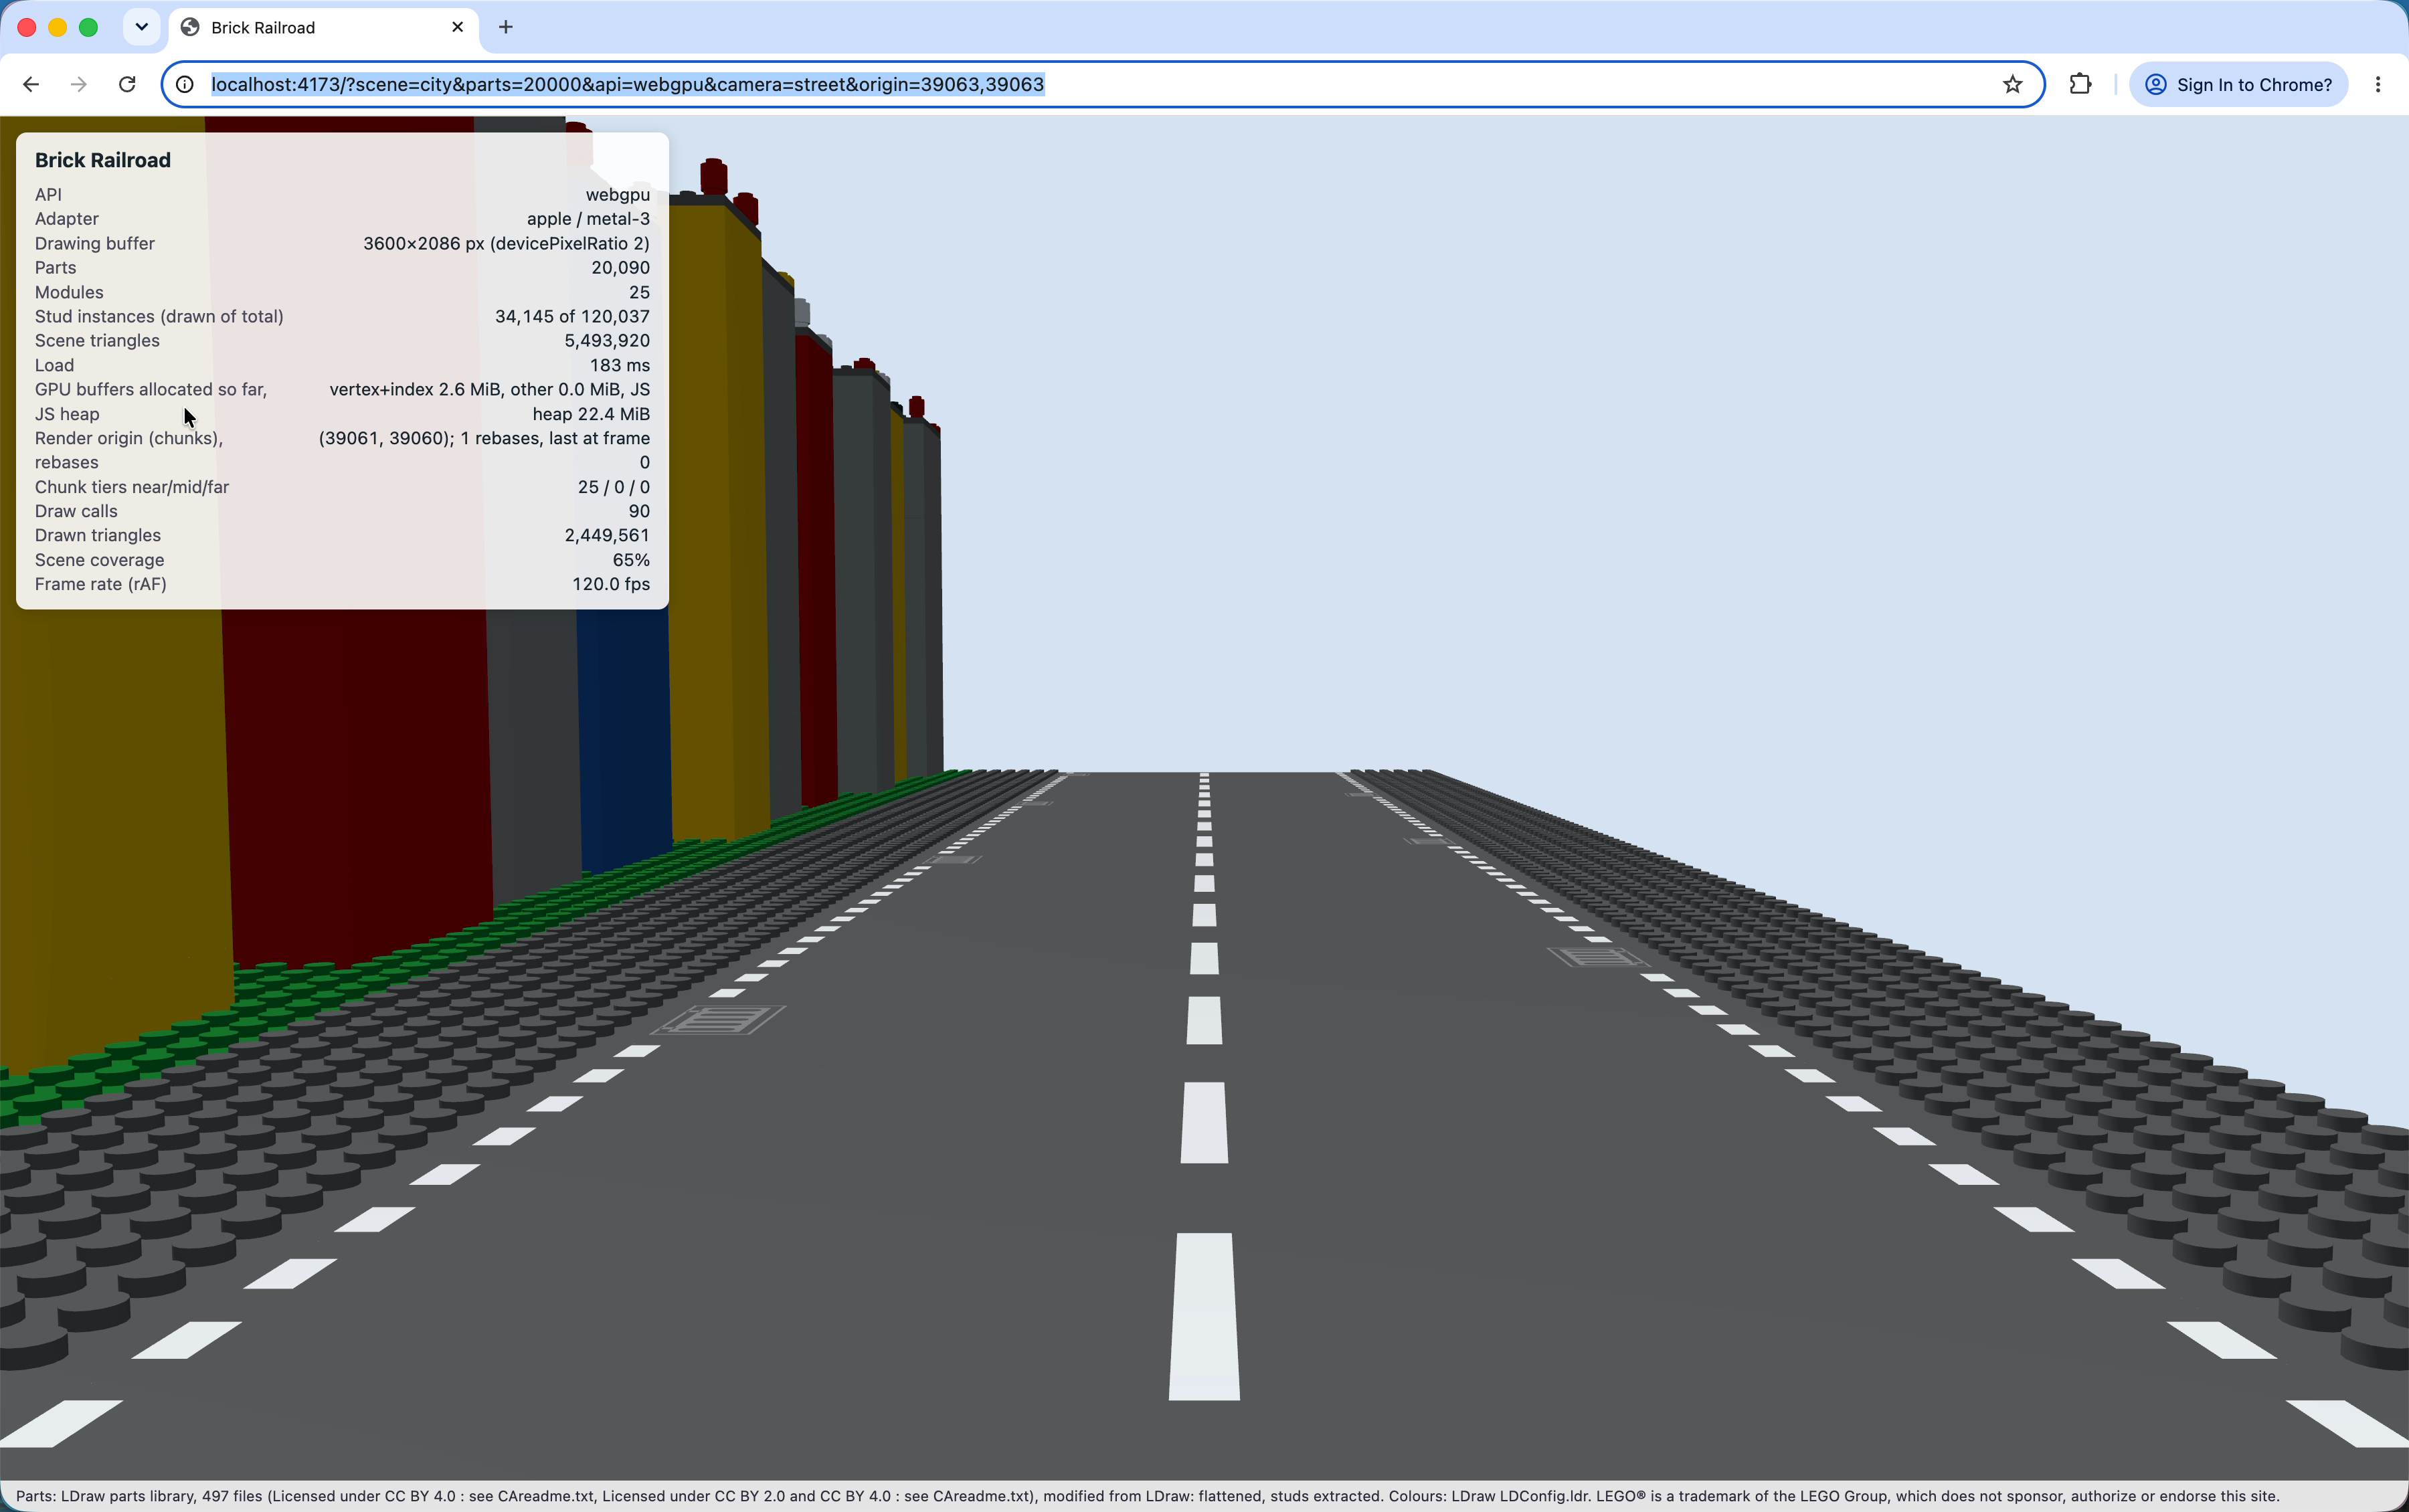 Brick Railroad
localhost:4173/?scene=city&parts=20000&api=webgpu&camera=street&origin=39063,39063
Sign In to Chrome?
Brick Railroad
API webgpu
Adapter apple / metal-3
Drawing buffer 3600×2086 px (devicePixelRatio 2)
Parts 20,090
Modules 25
Stud instances (drawn of total) 34,145 of 120,037
Scene triangles 5,493,920
Load 183 ms
GPU buffers allocated so far, vertex+index 2.6 MiB, other 0.0 MiB, JS
JS heap heap 22.4 MiB
Render origin (chunks), (39061, 39060); 1 rebases, last at frame
rebases 0
Chunk tiers near/mid/far 25 / 0 / 0
Draw calls 90
Drawn triangles 2,449,561
Scene coverage 65%
Frame rate (rAF) 120.0 fps
Parts: LDraw parts library, 497 files (Licensed under CC BY 4.0 : see CAreadme.txt, Licensed under CC BY 2.0 and CC BY 4.0 : see CAreadme.txt), modified from LDraw: flattened, studs extracted. Colours: LDraw LDConfig.ldr. LEGO® is a trademark of the LEGO Group, which does not sponsor, authorize or endorse this site.